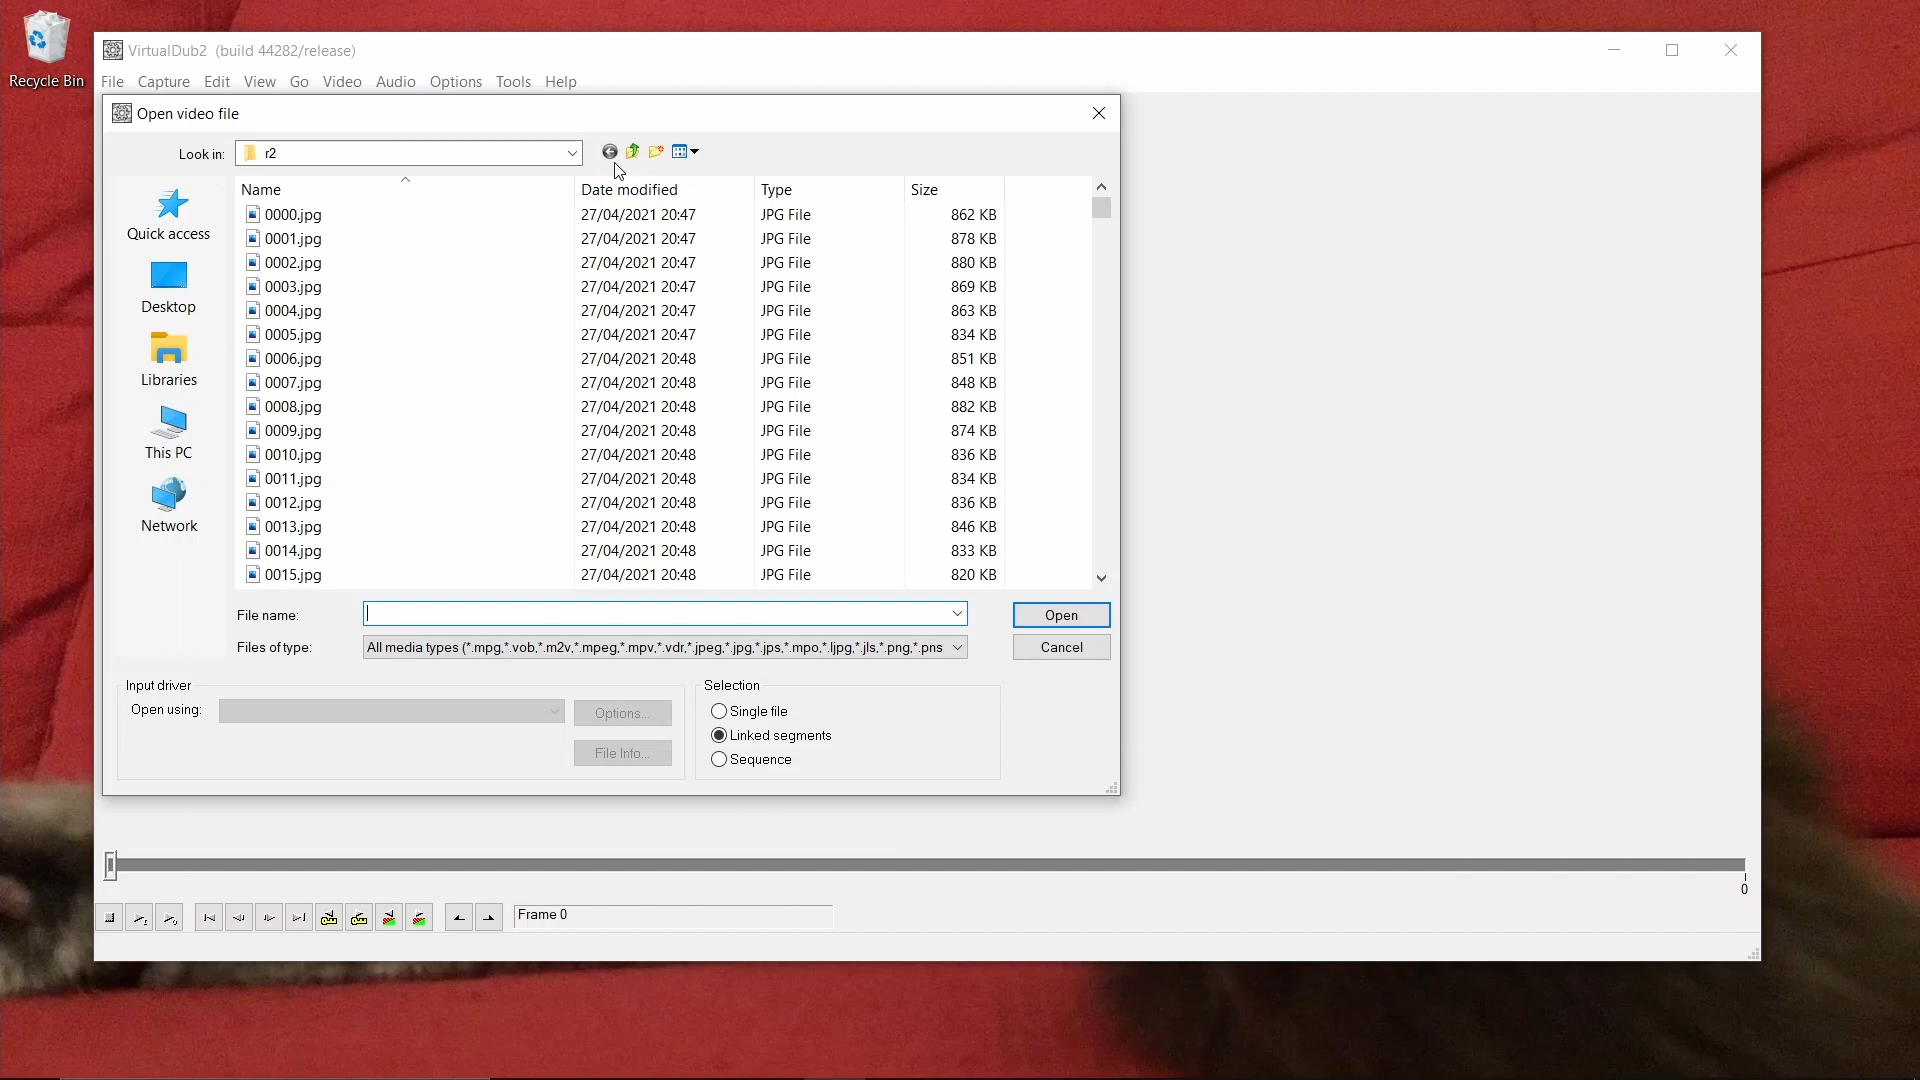 Recycle Bin
VirtualDub2 (build 44282/release)
File Capture Edit View Go Video Audio Options Tools Help
Open video file
Look in: r2
Name Date modified Type Size
0000.jpg 27/04/2021 20:47 JPG File 862 KB
0001.jpg 27/04/2021 20:47 JPG File 878 KB
0002.jpg 27/04/2021 20:47 JPG File 880 KB
0003.jpg 27/04/2021 20:47 JPG File 869 KB
0004.jpg 27/04/2021 20:47 JPG File 863 KB
0005.jpg 27/04/2021 20:47 JPG File 834 KB
0006.jpg 27/04/2021 20:48 JPG File 851 KB
0007.jpg 27/04/2021 20:48 JPG File 848 KB
0008.jpg 27/04/2021 20:48 JPG File 882 KB
0009.jpg 27/04/2021 20:48 JPG File 874 KB
0010.jpg 27/04/2021 20:48 JPG File 836 KB
0011.jpg 27/04/2021 20:48 JPG File 834 KB
0012.jpg 27/04/2021 20:48 JPG File 836 KB
0013.jpg 27/04/2021 20:48 JPG File 846 KB
0014.jpg 27/04/2021 20:48 JPG File 833 KB
0015.jpg 27/04/2021 20:48 JPG File 820 KB
Quick access
Desktop
Libraries
This PC
Network
File name: Open
Files of type: All media types (*.mpg,*.vob,*.m2v,*.mpeg,*.mpv,*.vdr,*.jpeg,*.jpg,*.jps,*.mpo,*.ljpg,*.jls,*.png,*.pns Cancel
Input driver
Open using: Options...
File Info...
Selection
Single file
Linked segments
Sequence
0
Frame 0